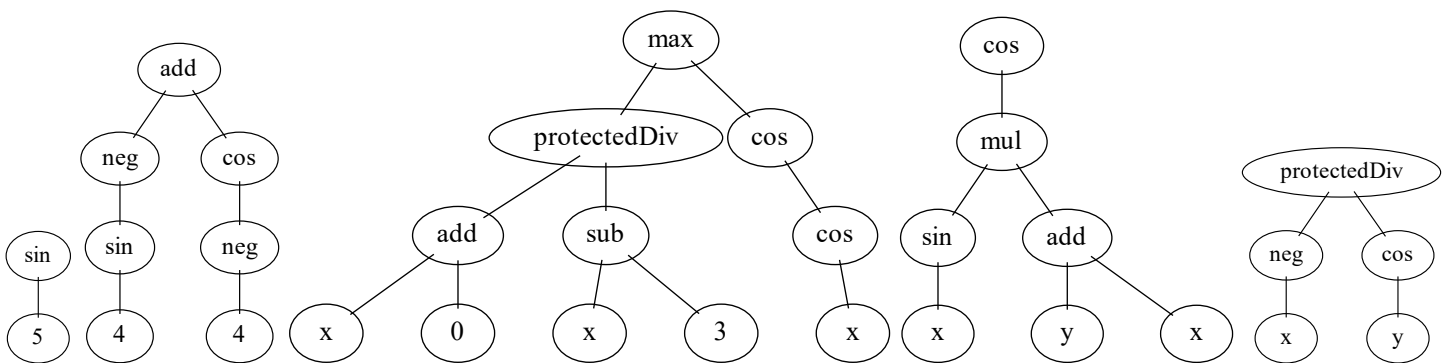 sin
5
add
neg cos
sin neg
4 4
max
protectedDiv cos
add sub cos
x 0 x 3 x
cos
mul
sin add
x y x
protectedDiv
neg cos
x y